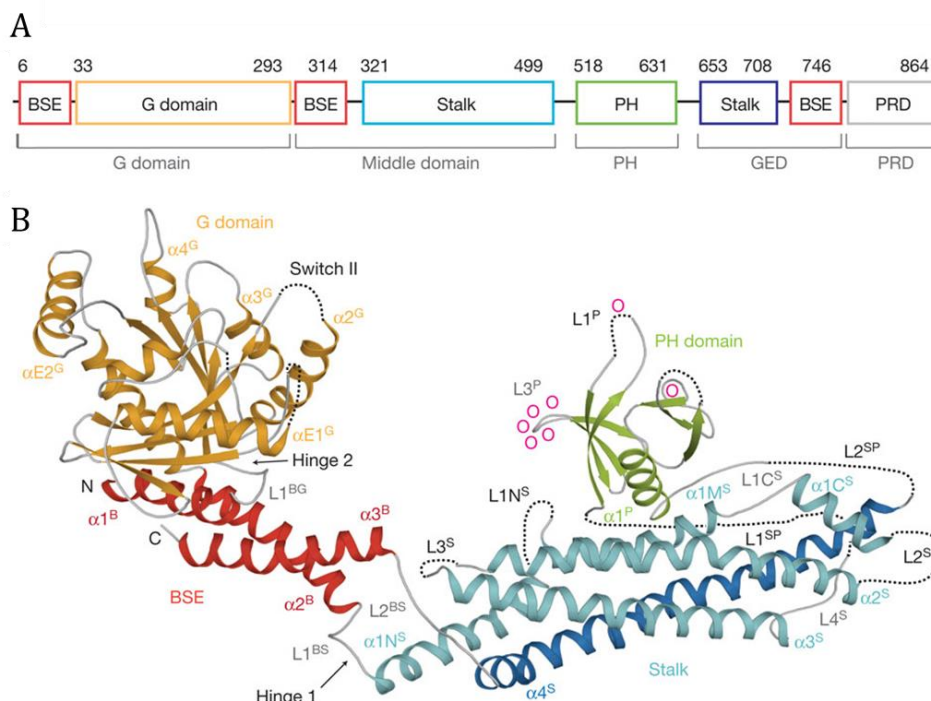 A
6 33 293 314 321 499 518 631 653 708 746 864
BSE G domain BSE Stalk PH Stalk BSE PRD
G domain Middle domain PH GED PRD
B
G domain
α4ᴳ
Switch II
α3ᴳ
α2ᴳ
L1ᴾ
O
PH domain
αE2ᴳ
L3ᴾ
O O
O
O
O O
αE1ᴳ
Hinge 2
L2ˢᴾ
N
L1ᴮᴳ
L1Cˢ
α1Cˢ
α1Mˢ
L1Nˢ
α1ᴾ
α1ᴮ
α3ᴮ
C
L1ˢᴾ
L3ˢ
L2ˢ
BSE
α2ᴮ
L2ᴮˢ
α2ˢ
L4ˢ
L1ᴮˢ
α1Nˢ
α3ˢ
Stalk
Hinge 1
α4ˢ